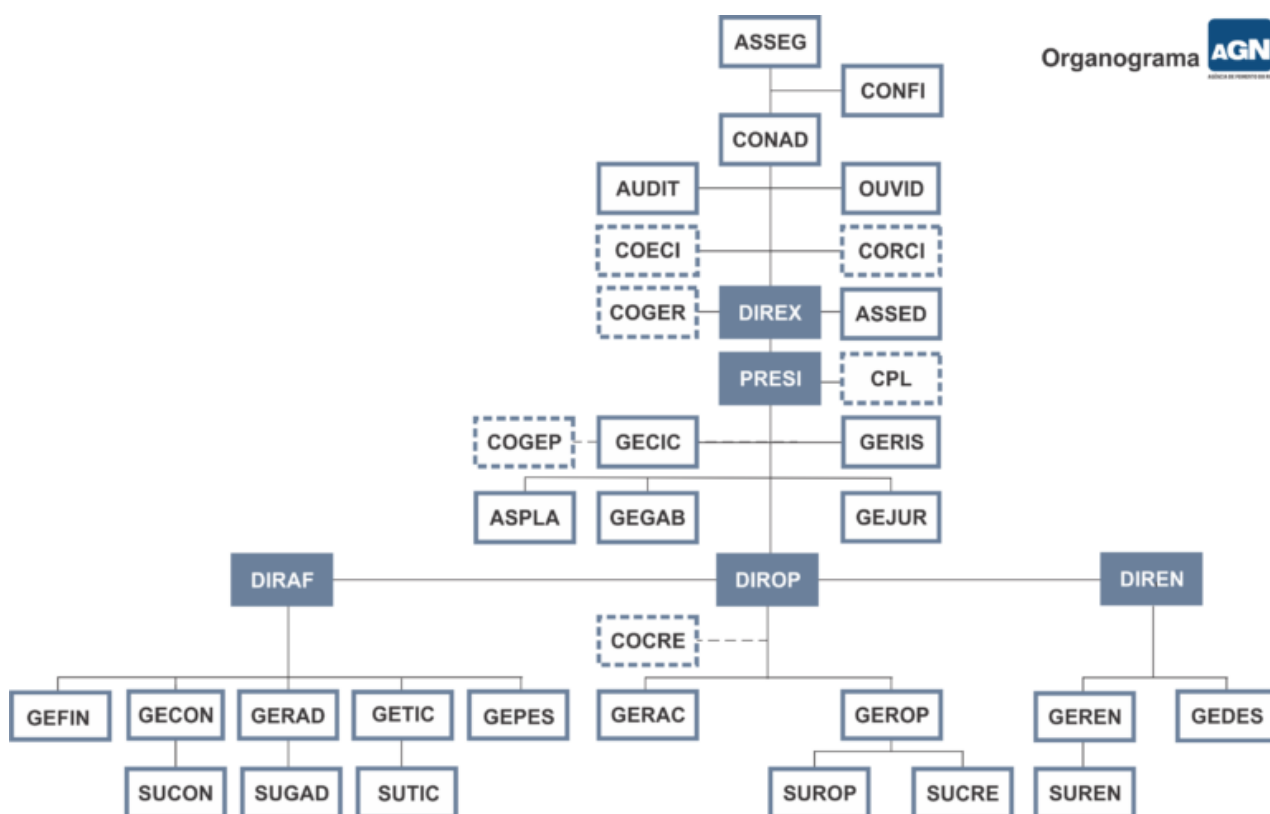 ASSEG
Organograma AGN
CONFI
CONAD
AUDIT OUVID
COECI CORCI
COGER DIREX ASSED
PRESI CPL
COGEP GECIC GERIS
ASPLA GEGAB GEJUR
DIRAF DIROP DIREN
COCRE
GEFIN GECON GERAD GETIC GEPES GERAC GEROP GEREN GEDES
SUCON SUGAD SUTIC SUROP SUCRE SUREN